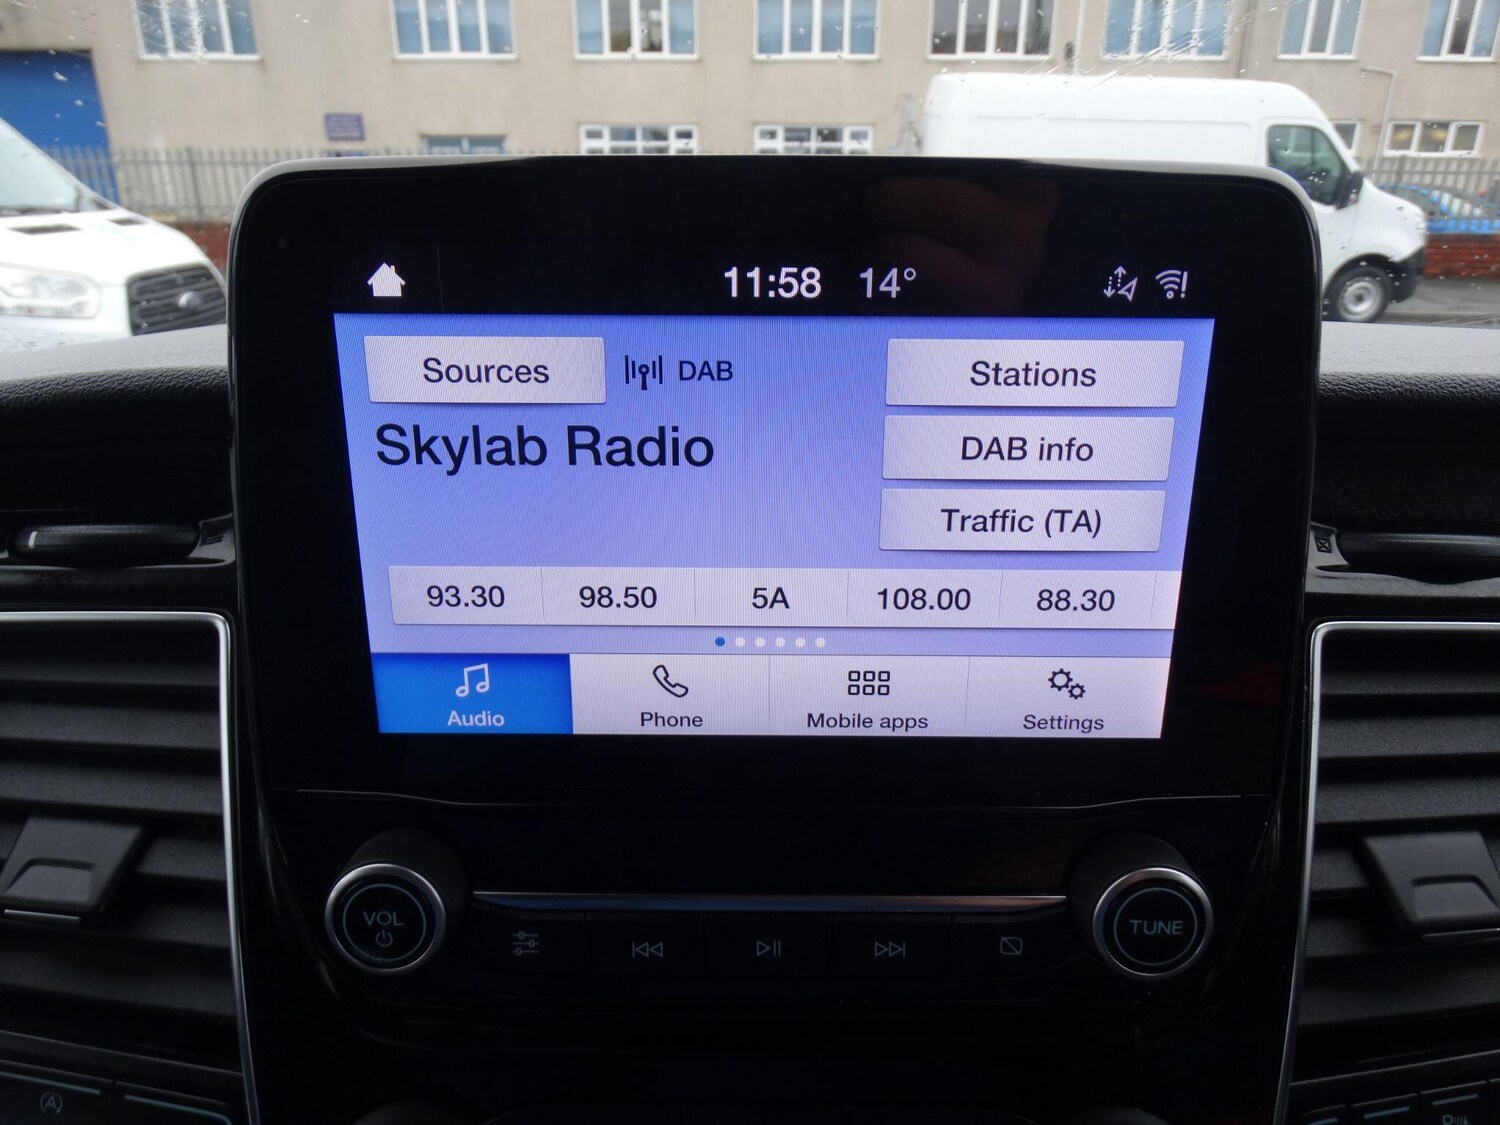 11:58 14°
Sources DAB Stations
Skylab Radio
DAB info
Traffic (TA)
93.30 98.50 5A 108.00 88.30
Audio Phone Mobile apps Settings
VOL TUNE
A